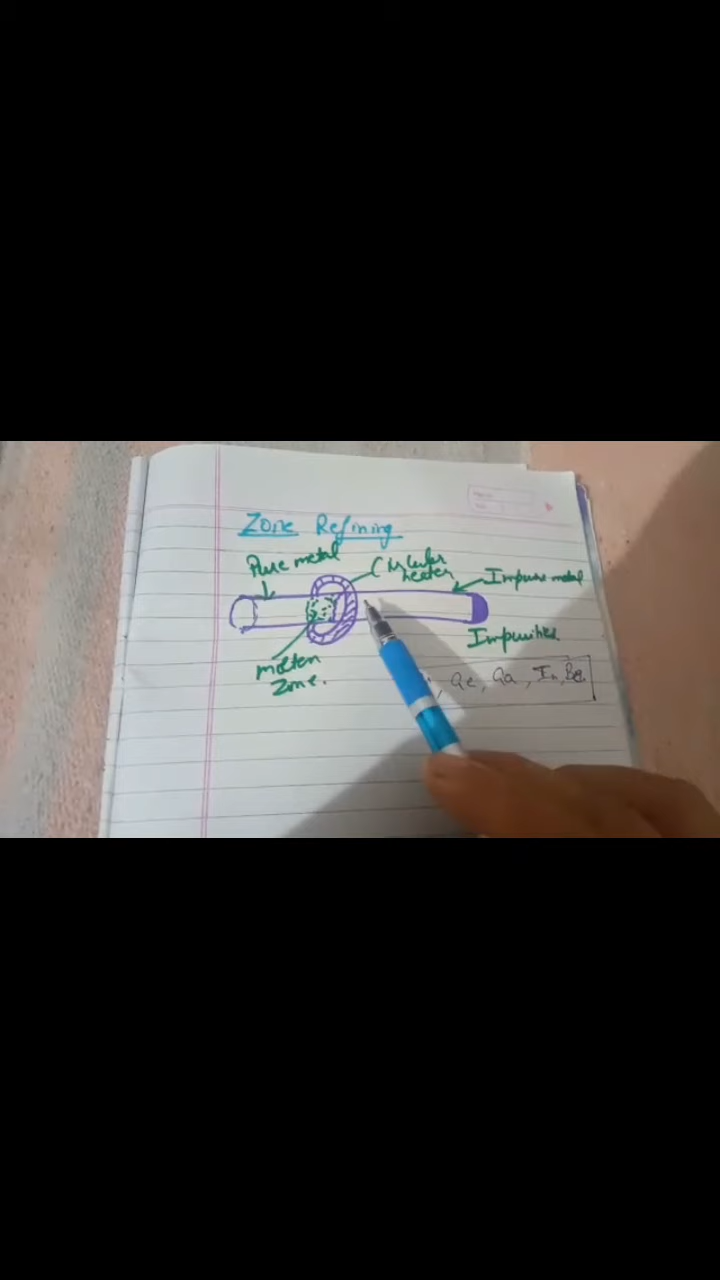 Zone Refining
Pure metal
Circular
heater
Impure metal
Impurities
Molten
Zone.
, Ge, Ga, In, Be